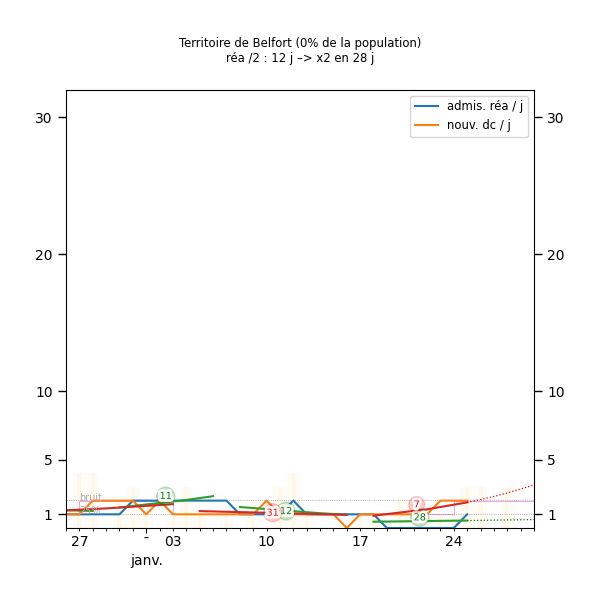 Territoire de Belfort (0% de la population)
réa /2 : 12 j –> x2 en 28 j
admis. réa / j
nouv. dc / j
30 30
20 20
10 10
5 5
bruit
11
7
31 12
28
1 1
27 - 03 10 17 24
janv.